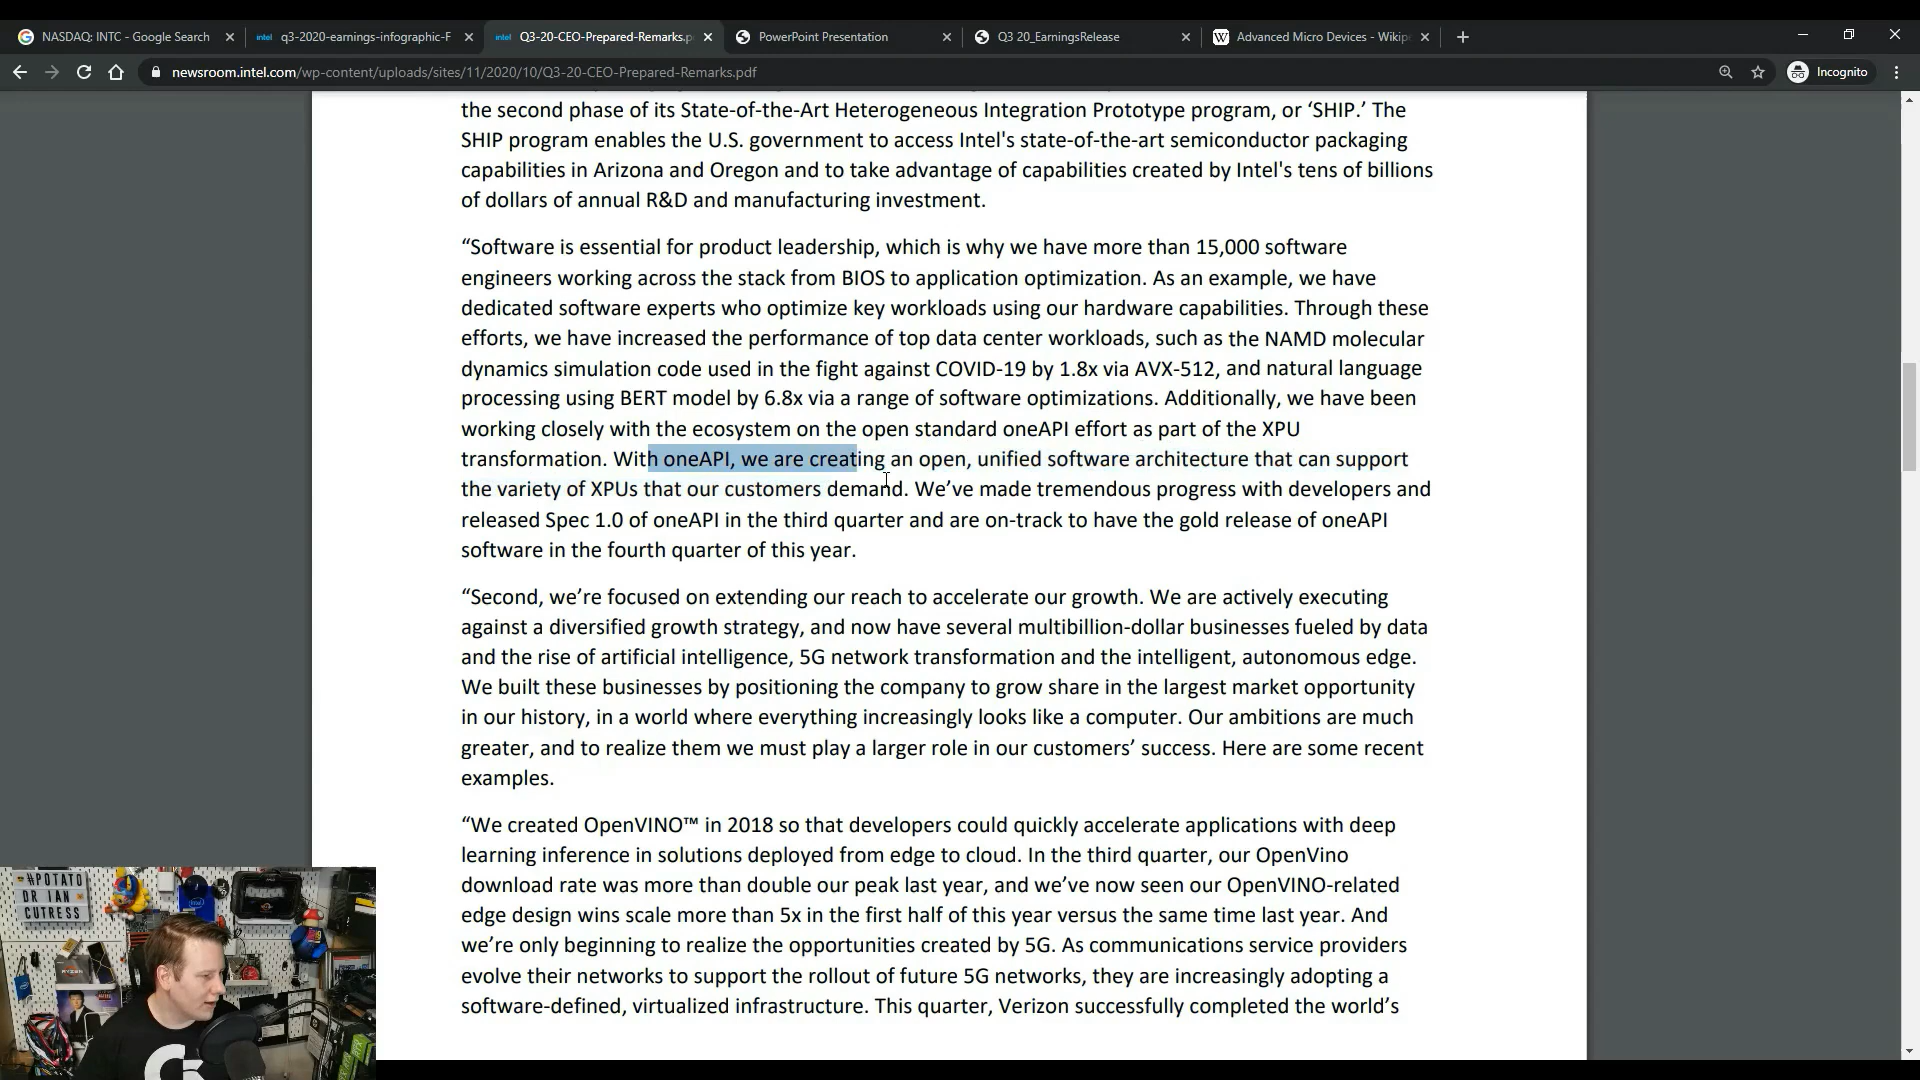 NASDAQ: INTC - Google Search
intel q3-2020-earnings-infographic-F
intel Q3-20-CEO-Prepared-Remarks.p
PowerPoint Presentation
Q3 20_EarningsRelease
W Advanced Micro Devices - Wikip
newsroom.intel.com/wp-content/uploads/sites/11/2020/10/Q3-20-CEO-Prepared-Remarks.pdf
Incognito
the second phase of its State-of-the-Art Heterogeneous Integration Prototype program, or ‘SHIP.’ The
SHIP program enables the U.S. government to access Intel's state-of-the-art semiconductor packaging
capabilities in Arizona and Oregon and to take advantage of capabilities created by Intel's tens of billions
of dollars of annual R&D and manufacturing investment.
“Software is essential for product leadership, which is why we have more than 15,000 software
engineers working across the stack from BIOS to application optimization. As an example, we have
dedicated software experts who optimize key workloads using our hardware capabilities. Through these
efforts, we have increased the performance of top data center workloads, such as the NAMD molecular
dynamics simulation code used in the fight against COVID-19 by 1.8x via AVX-512, and natural language
processing using BERT model by 6.8x via a range of software optimizations. Additionally, we have been
working closely with the ecosystem on the open standard oneAPI effort as part of the XPU
transformation. With oneAPI, we are creating an open, unified software architecture that can support
the variety of XPUs that our customers demand. We’ve made tremendous progress with developers and
released Spec 1.0 of oneAPI in the third quarter and are on-track to have the gold release of oneAPI
software in the fourth quarter of this year.
“Second, we’re focused on extending our reach to accelerate our growth. We are actively executing
against a diversified growth strategy, and now have several multibillion-dollar businesses fueled by data
and the rise of artificial intelligence, 5G network transformation and the intelligent, autonomous edge.
We built these businesses by positioning the company to grow share in the largest market opportunity
in our history, in a world where everything increasingly looks like a computer. Our ambitions are much
greater, and to realize them we must play a larger role in our customers’ success. Here are some recent
examples.
“We created OpenVINO™ in 2018 so that developers could quickly accelerate applications with deep
learning inference in solutions deployed from edge to cloud. In the third quarter, our OpenVino
download rate was more than double our peak last year, and we’ve now seen our OpenVINO-related
edge design wins scale more than 5x in the first half of this year versus the same time last year. And
we’re only beginning to realize the opportunities created by 5G. As communications service providers
evolve their networks to support the rollout of future 5G networks, they are increasingly adopting a
software-defined, virtualized infrastructure. This quarter, Verizon successfully completed the world’s
#POTATO
DR IAN
CUTRESS
RYZEN